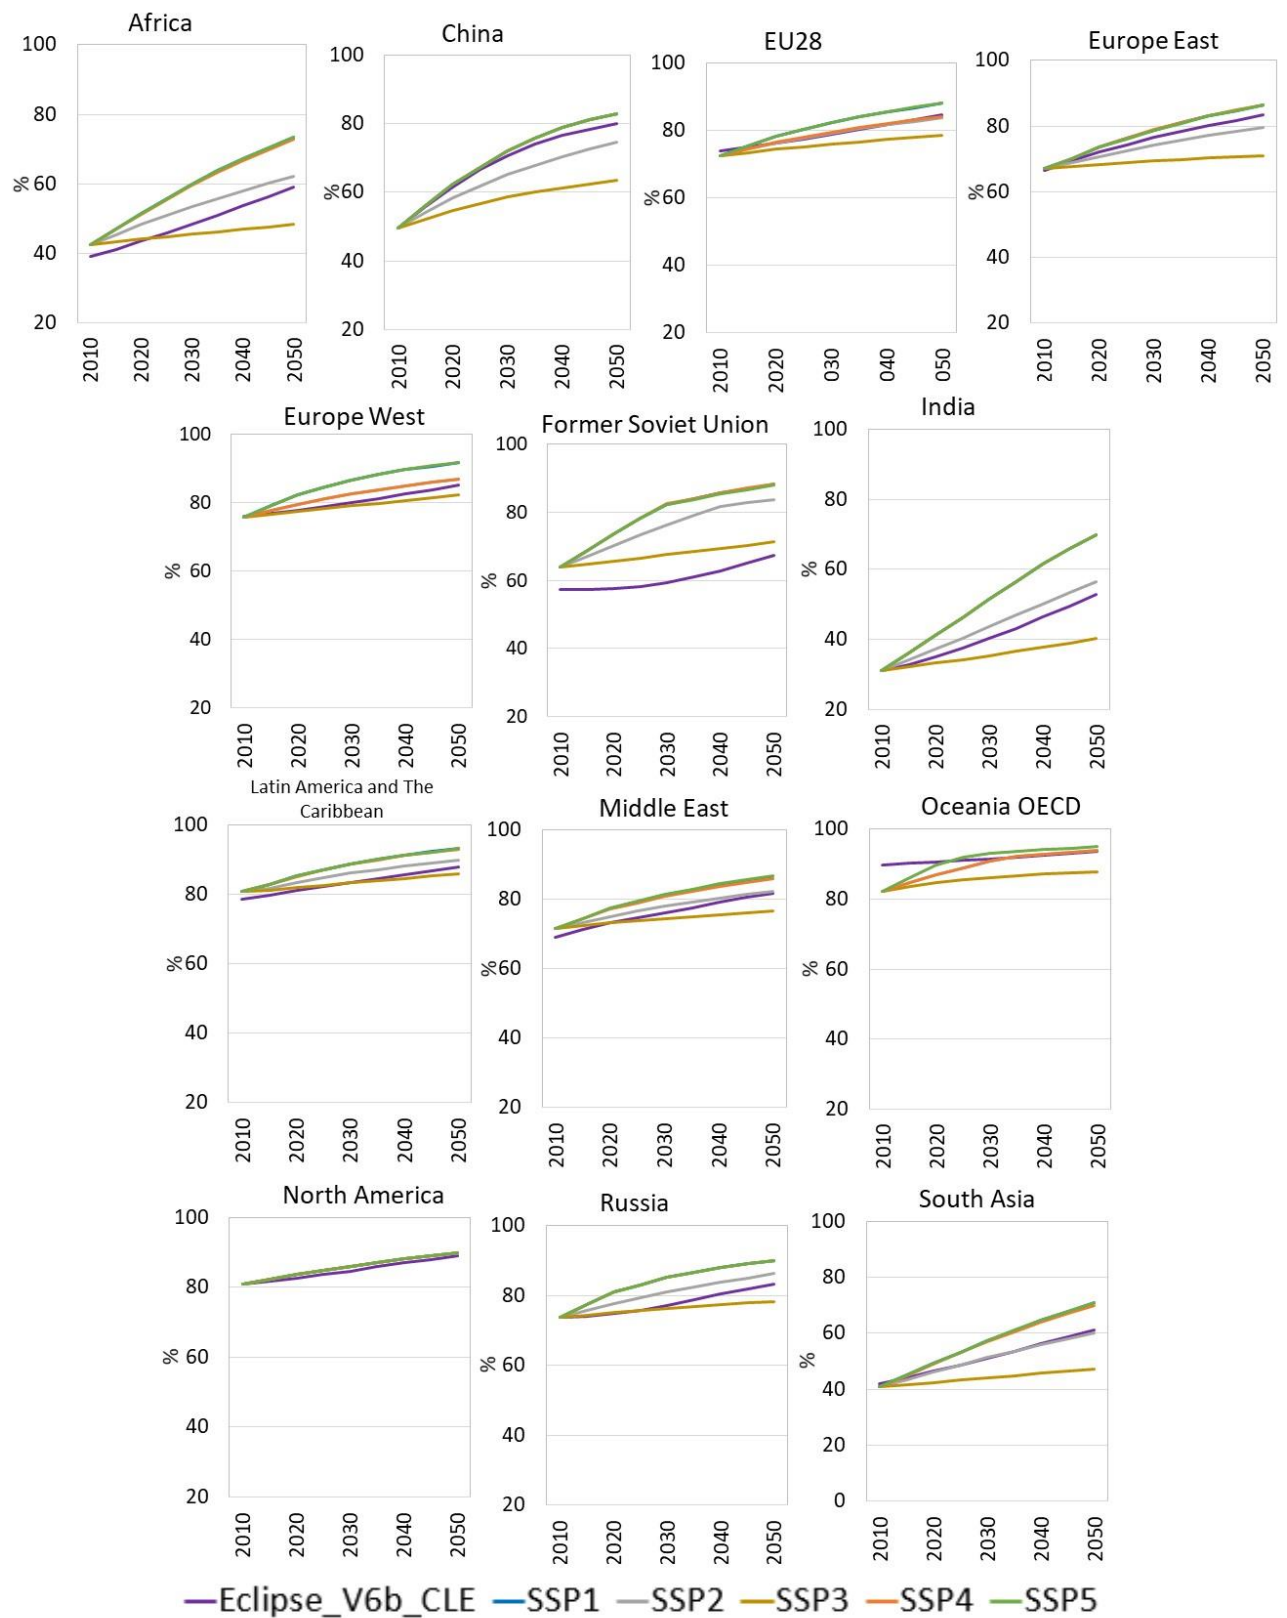 Africa
100
80
60
40
20
%
2010 2020 2030 2040 2050
China
100
80
60
40
20
%
2010 2020 2030 2040 2050
EU28
100
80
60
40
20
%
2010 2020 030 040 050
Europe East
100
80
60
40
20
%
2010 2020 2030 2040 2050
Europe West
100
80
60
40
20
%
2010 2020 2030 2040 2050
Former Soviet Union
100
80
60
40
20
%
2010 2020 2030 2040 2050
India
100
80
60
40
20
%
2010 2020 2030 2040 2050
Latin America and The
Caribbean
100
80
60
40
20
%
2010 2020 2030 2040 2050
Middle East
100
80
60
40
20
%
2010 2020 2030 2040 2050
Oceania OECD
100
80
60
40
20
%
2010 2020 2030 2040 2050
North America
100
80
60
40
20
%
2010 2020 2030 2040 2050
Russia
100
80
60
40
20
%
2010 2020 2030 2040 2050
South Asia
100
80
60
40
20
0
%
2010 2020 2030 2040 2050
Eclipse_V6b_CLE SSP1 SSP2 SSP3 SSP4 SSP5